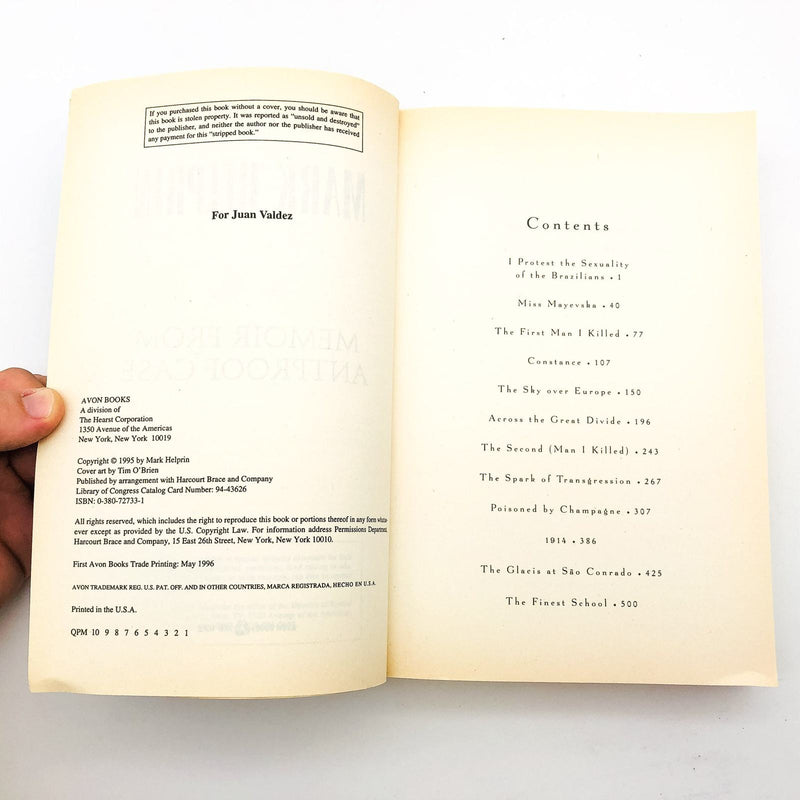 If you purchased this book without a cover, you should be aware that
this book is stolen property. It was reported as "unsold and destroyed"
to the publisher, and neither the author nor the publisher has received
any payment for this "stripped book."
For Juan Valdez
AVON BOOKS
A division of
The Hearst Corporation
1350 Avenue of the Americas
New York, New York 10019
Copyright © 1995 by Mark Helprin
Cover art by Tim O'Brien
Published by arrangement with Harcourt Brace and Company
Library of Congress Catalog Card Number: 94-43626
ISBN: 0-380-72733-1
All rights reserved, which includes the right to reproduce this book or portions thereof in any form whatso-
ever except as provided by the U.S. Copyright Law. For information address Permissions Department,
Harcourt Brace and Company, 15 East 26th Street, New York, New York 10010.
First Avon Books Trade Printing: May 1996
AVON TRADEMARK REG. U.S. PAT. OFF. AND IN OTHER COUNTRIES, MARCA REGISTRADA, HECHO EN U.S.A.
Printed in the U.S.A.
QPM 10 9 8 7 6 5 4 3 2 1
Contents
I Protest the Sexuality
of the Brazilians • 1
Miss Mayevska • 40
The First Man I Killed • 77
Constance • 107
The Sky over Europe • 150
Across the Great Divide • 196
The Second (Man I Killed) • 243
The Spark of Transgression • 267
Poisoned by Champagne • 307
1914 • 386
The Glacis at São Conrado • 425
The Finest School • 500